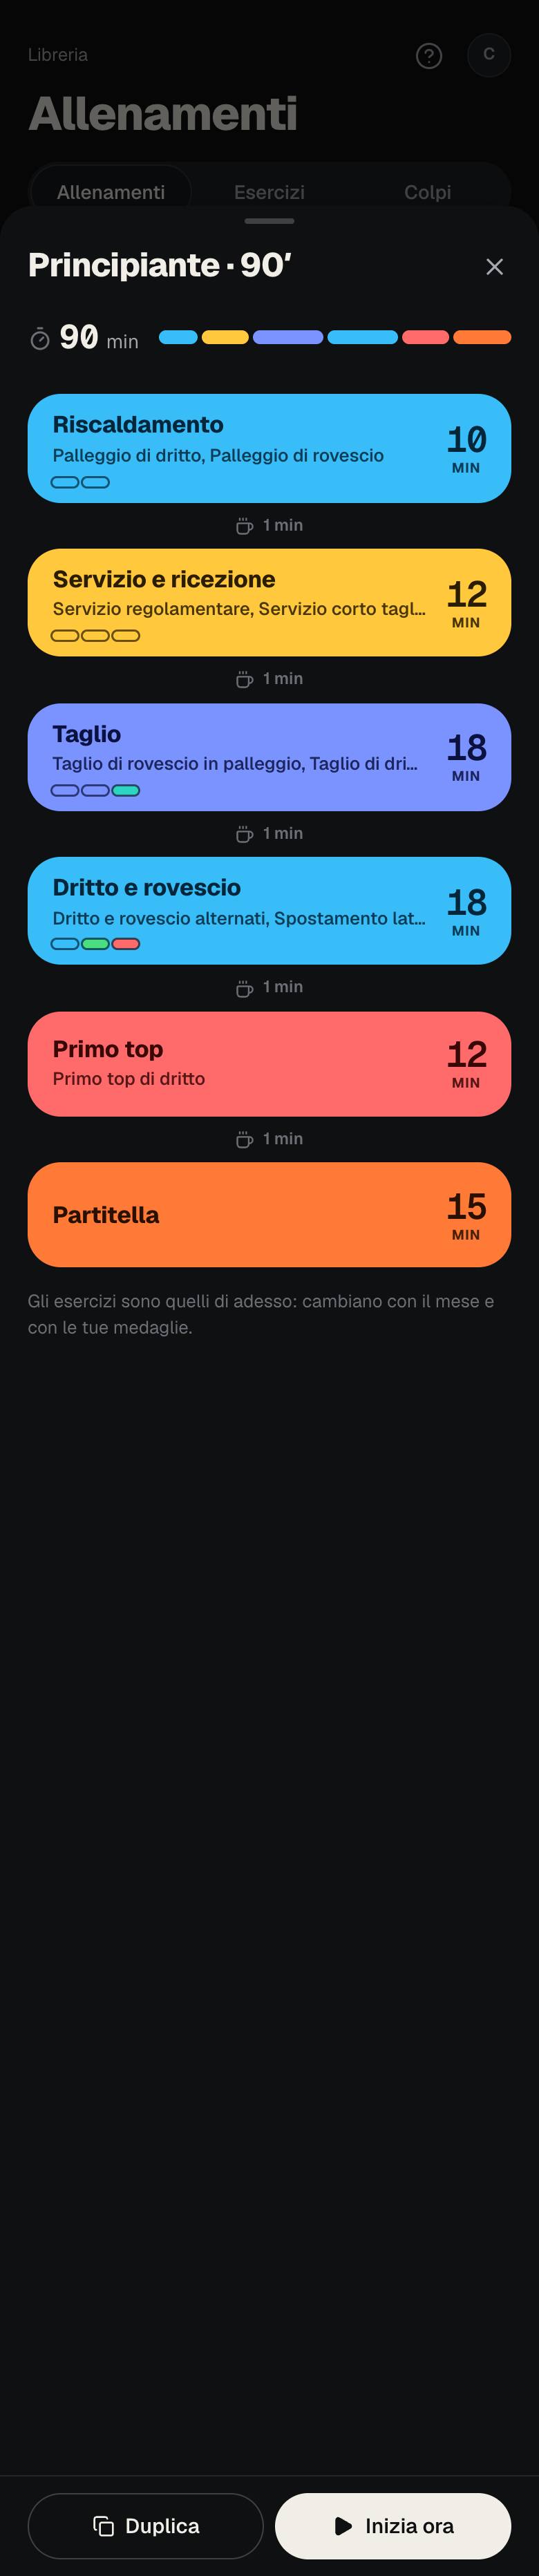 Libreria
C
Allenamenti
Allenamenti
Esercizi
Colpi
Principiante · 90′
90 min
Riscaldamento
Palleggio di dritto, Palleggio di rovescio
10
MIN
1 min
Servizio e ricezione
Servizio regolamentare, Servizio corto tagl...
12
MIN
1 min
Taglio
Taglio di rovescio in palleggio, Taglio di dri...
18
MIN
1 min
Dritto e rovescio
Dritto e rovescio alternati, Spostamento lat...
18
MIN
1 min
Primo top
Primo top di dritto
12
MIN
1 min
Partitella
15
MIN
Gli esercizi sono quelli di adesso: cambiano con il mese e
con le tue medaglie.
Duplica
Inizia ora